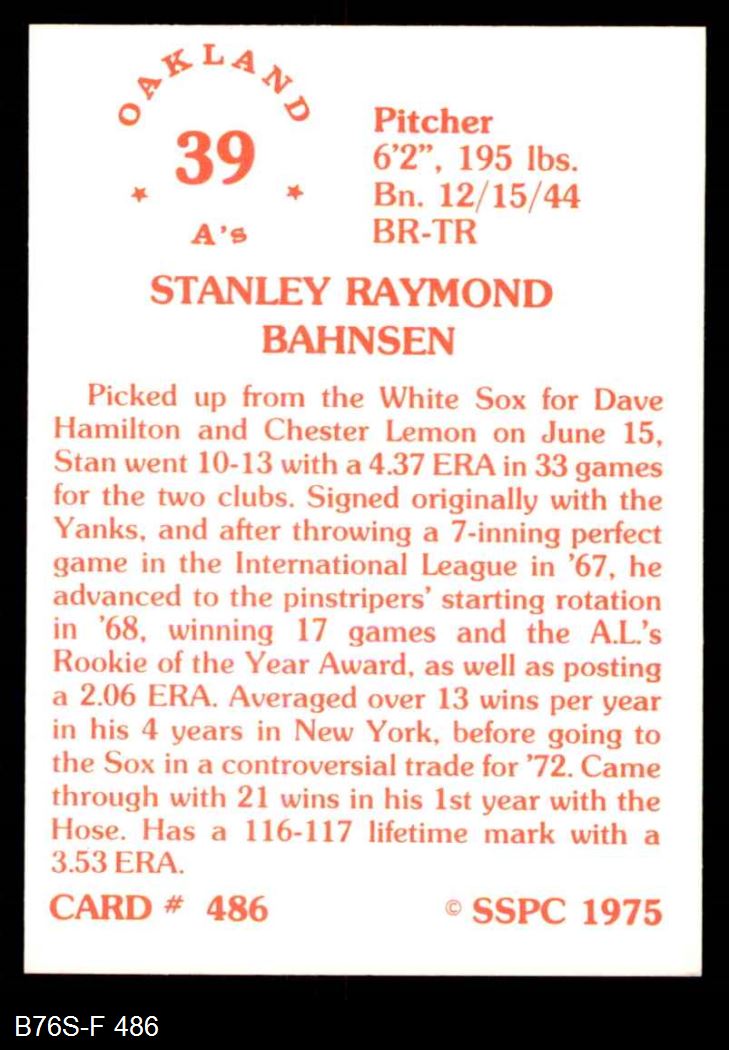 OAKLAND
39
A's
Pitcher
6'2", 195 lbs.
Bn. 12/15/44
BR-TR
STANLEY RAYMOND
BAHNSEN
Picked up from the White Sox for Dave
Hamilton and Chester Lemon on June 15,
Stan went 10-13 with a 4.37 ERA in 33 games
for the two clubs. Signed originally with the
Yanks, and after throwing a 7-inning perfect
game in the International League in '67, he
advanced to the pinstripers' starting rotation
in '68, winning 17 games and the A.L.'s
Rookie of the Year Award, as well as posting
a 2.06 ERA. Averaged over 13 wins per year
in his 4 years in New York, before going to
the Sox in a controversial trade for '72. Came
through with 21 wins in his 1st year with the
Hose. Has a 116-117 lifetime mark with a
3.53 ERA.
CARD # 486
© SSPC 1975
B76S-F 486